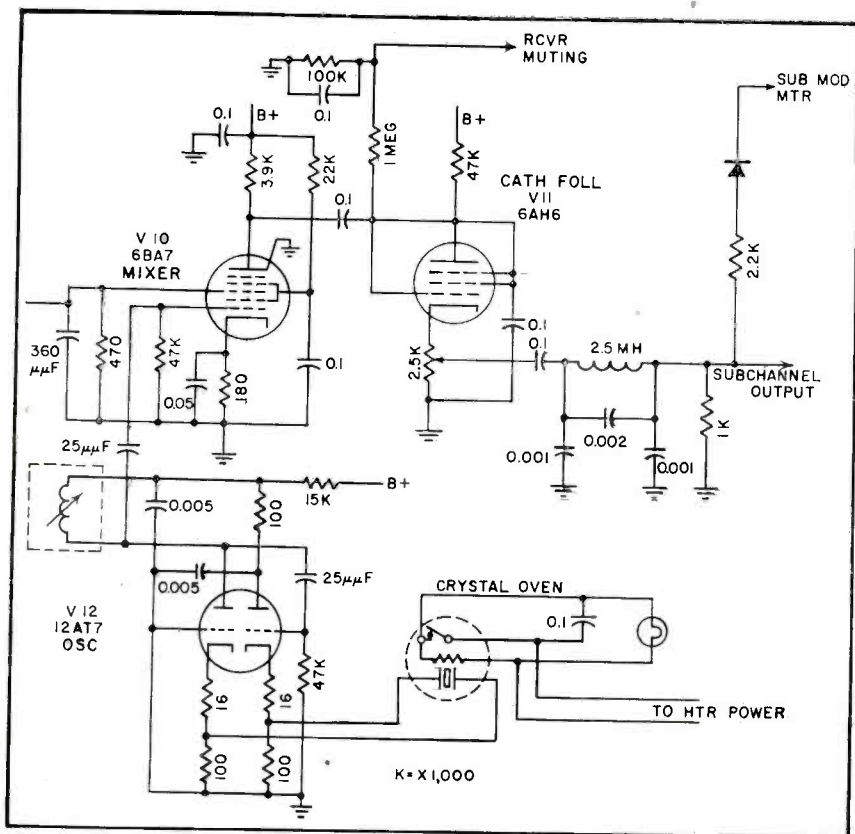 RCVR
MUTING
100K
0.1
SUB MOD
MTR
0.1
B+
B+
3.9K
22K
1 MEG
47K
CATH FOLL
V11
6AH6
0.1
V 10
6BA7
MIXER
2.2K
360
μμF
470
47K
0.05
180
0.1
2.5K
0.1
0.1
2.5 MH
SUBCHANNEL
OUTPUT
0.001
0.002
0.001
1K
25μμF
0.005
100
15K
B+
0.005
25μμF
V 12
12AT7
OSC
CRYSTAL OVEN
0.1
16
16
47K
TO HTR POWER
100
100
K = X 1,000